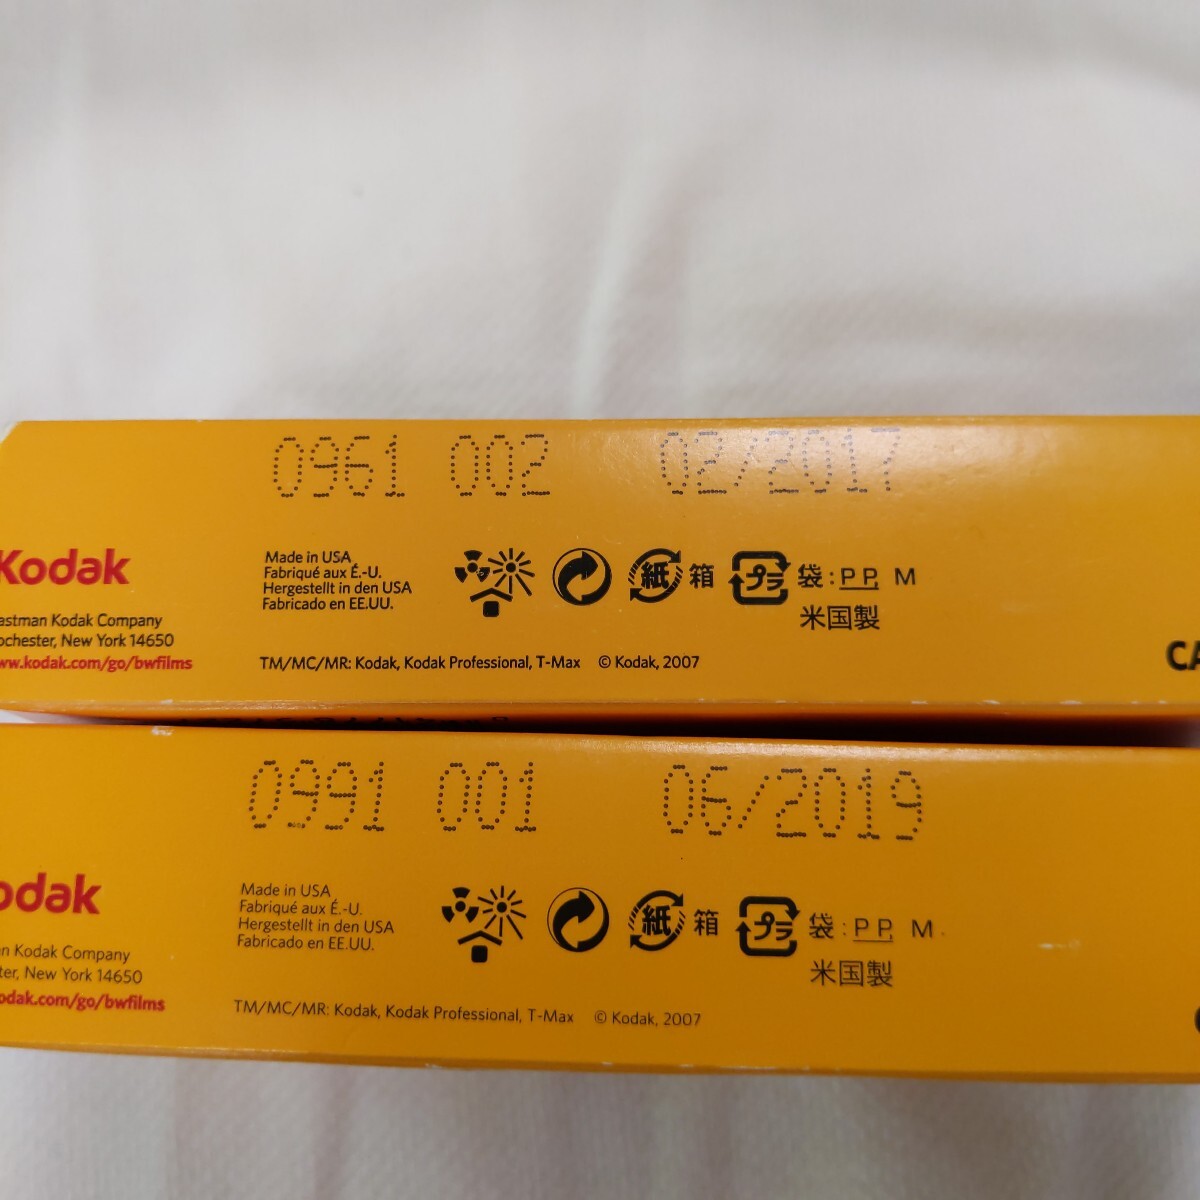 0961 002 02/2017
Kodak
Made in USA
Fabriqué aux É.-U.
Hergestellt in den USA
Fabricado en EE.UU.
紙 箱 プラ 袋: PP, M
米国製
astman Kodak Company
ochester, New York 14650
ww.kodak.com/go/bwfilms
TM/MC/MR: Kodak, Kodak Professional, T-Max © Kodak, 2007
CA
0991 001 06/2019
odak
Made in USA
Fabriqué aux É.-U.
Hergestellt in den USA
Fabricado en EE.UU.
紙 箱 プラ 袋: PP, M.
米国製
an Kodak Company
ter, New York 14650
odak.com/go/bwfilms
TM/MC/MR: Kodak, Kodak Professional, T-Max © Kodak, 2007